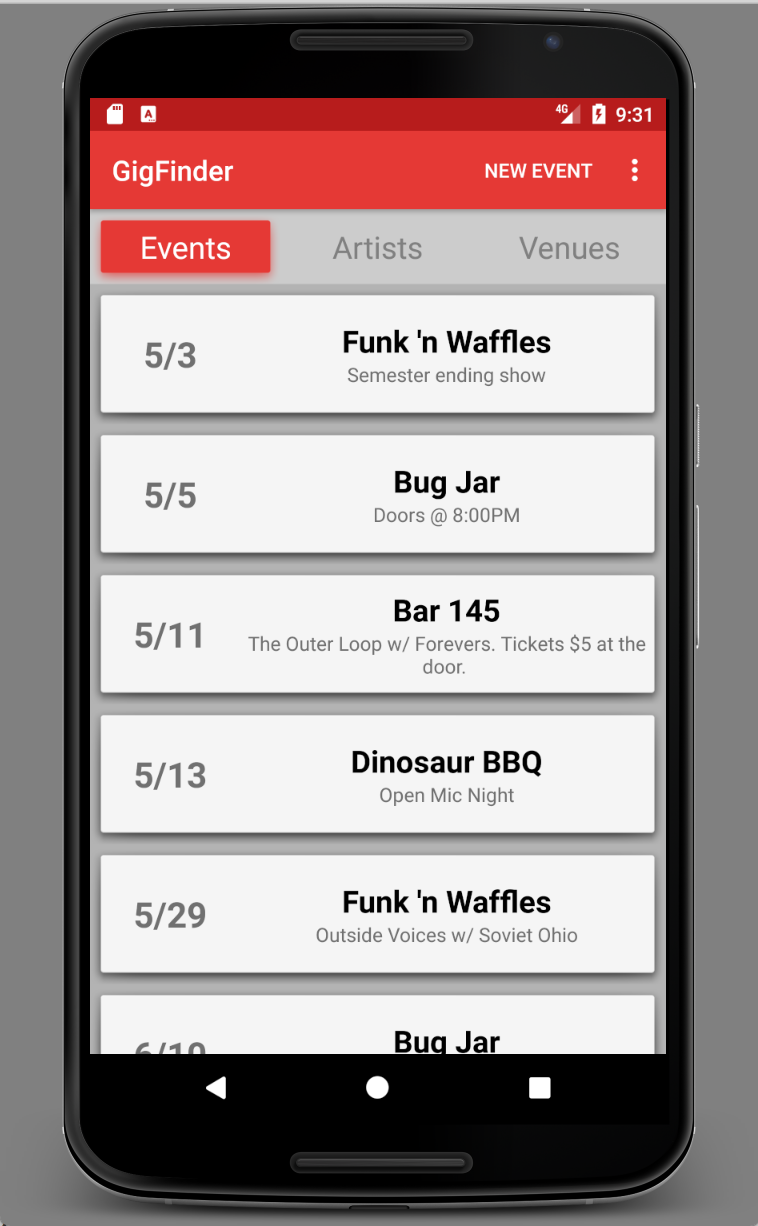 4G 9:31
GigFinder NEW EVENT
Events Artists Venues
5/3
Funk 'n Waffles
Semester ending show
5/5
Bug Jar
Doors @ 8:00PM
5/11
Bar 145
The Outer Loop w/ Forevers. Tickets $5 at the
door.
5/13
Dinosaur BBQ
Open Mic Night
5/29
Funk 'n Waffles
Outside Voices w/ Soviet Ohio
Bug Jar